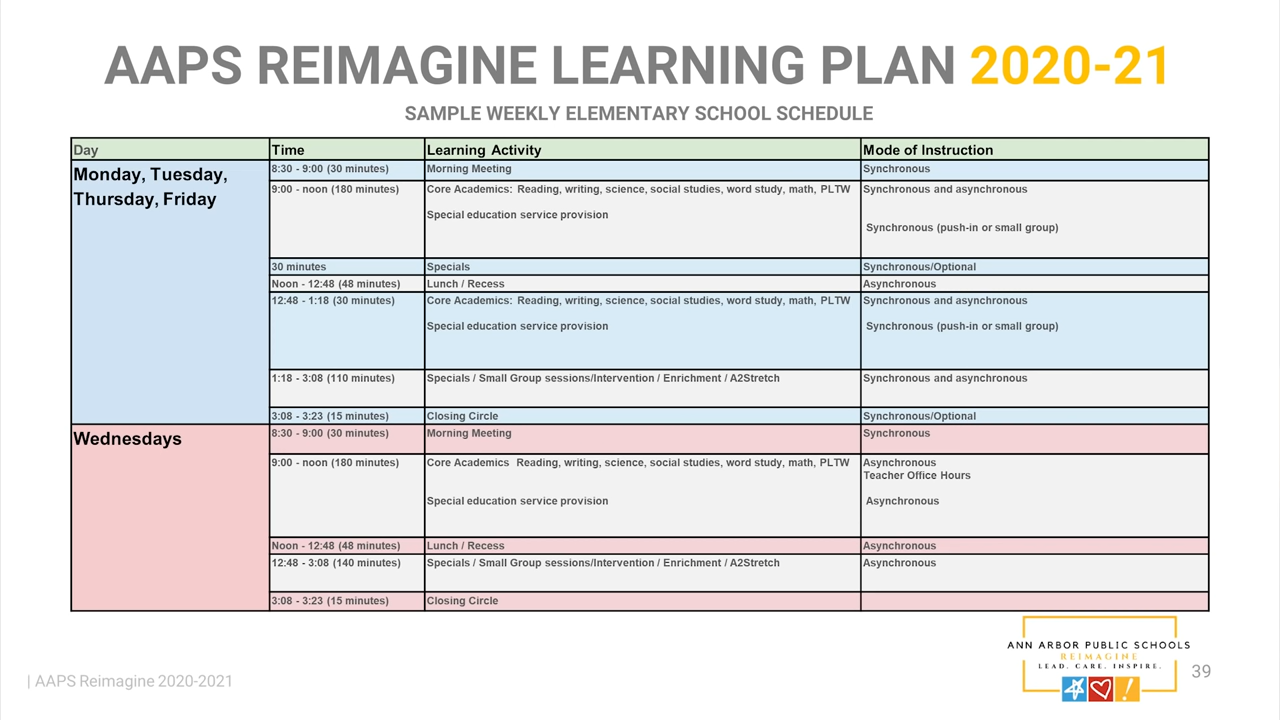 AAPS REIMAGINE LEARNING PLAN 2020-21
SAMPLE WEEKLY ELEMENTARY SCHOOL SCHEDULE
Day Time Learning Activity Mode of Instruction
Monday, Tuesday,
Thursday, Friday
8:30 - 9:00 (30 minutes) Morning Meeting Synchronous
9:00 - noon (180 minutes) Core Academics: Reading, writing, science, social studies, word study, math, PLTW Synchronous and asynchronous
Special education service provision
Synchronous (push-in or small group)
30 minutes Specials Synchronous/Optional
Noon - 12:48 (48 minutes) Lunch / Recess Asynchronous
12:48 - 1:18 (30 minutes) Core Academics: Reading, writing, science, social studies, word study, math, PLTW Synchronous and asynchronous
Special education service provision Synchronous (push-in or small group)
1:18 - 3:08 (110 minutes) Specials / Small Group sessions/Intervention / Enrichment / A2Stretch Synchronous and asynchronous
3:08 - 3:23 (15 minutes) Closing Circle Synchronous/Optional
Wednesdays
8:30 - 9:00 (30 minutes) Morning Meeting Synchronous
9:00 - noon (180 minutes) Core Academics Reading, writing, science, social studies, word study, math, PLTW Asynchronous
Teacher Office Hours
Special education service provision Asynchronous
Noon - 12:48 (48 minutes) Lunch / Recess Asynchronous
12:48 - 3:08 (140 minutes) Specials / Small Group sessions/Intervention / Enrichment / A2Stretch Asynchronous
3:08 - 3:23 (15 minutes) Closing Circle
ANN ARBOR PUBLIC SCHOOLS
REIMAGINE
LEAD. CARE. INSPIRE.
| AAPS Reimagine 2020-2021
39